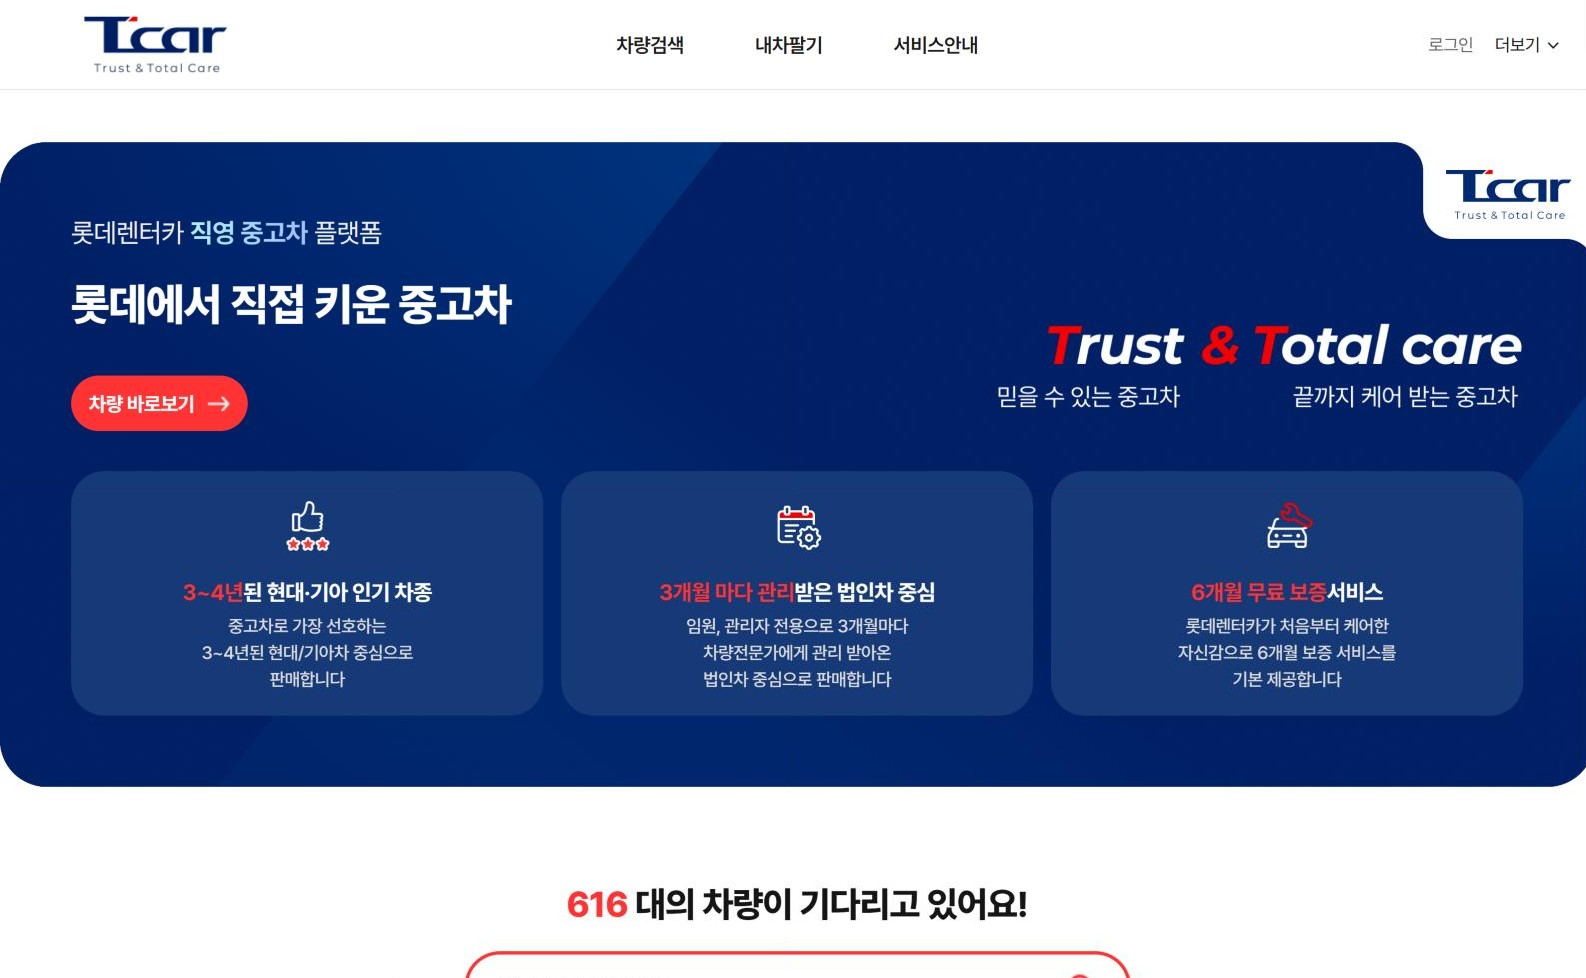 Tcar
Trust & Total Care
차량검색
내차팔기
서비스안내
로그인
더보기
Tcar
Trust & Total Care
롯데렌터카 직영 중고차 플랫폼
롯데에서 직접 키운 중고차
차량 바로보기
Trust & Total care
믿을 수 있는 중고차
끝까지 케어 받는 중고차
3~4년된 현대·기아 인기 차종
중고차로 가장 선호하는
3~4년된 현대/기아차 중심으로
판매합니다
3개월 마다 관리받은 법인차 중심
임원, 관리자 전용으로 3개월마다
차량전문가에게 관리 받아온
법인차 중심으로 판매합니다
6개월 무료 보증서비스
롯데렌터카가 처음부터 케어한
자신감으로 6개월 보증 서비스를
기본 제공합니다
616 대의 차량이 기다리고 있어요!